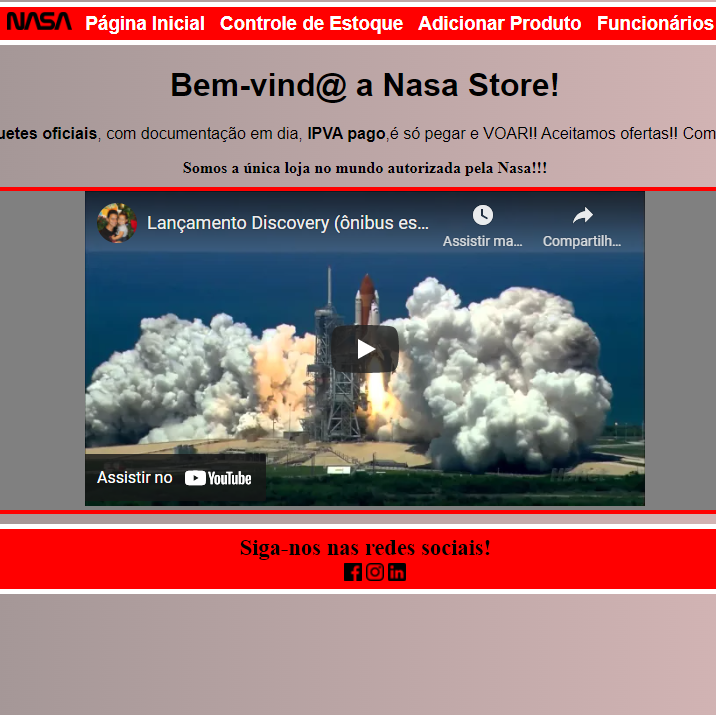 NASA Página Inicial Controle de Estoque Adicionar Produto Funcionários
Bem-vind@ a Nasa Store!
uetes oficiais, com documentação em dia, IPVA pago,é só pegar e VOAR!! Aceitamos ofertas!! Com
Somos a única loja no mundo autorizada pela Nasa!!!
Lançamento Discovery (ônibus es...
Assistir ma... Compartilh...
Assistir no YouTube
Siga-nos nas redes sociais!